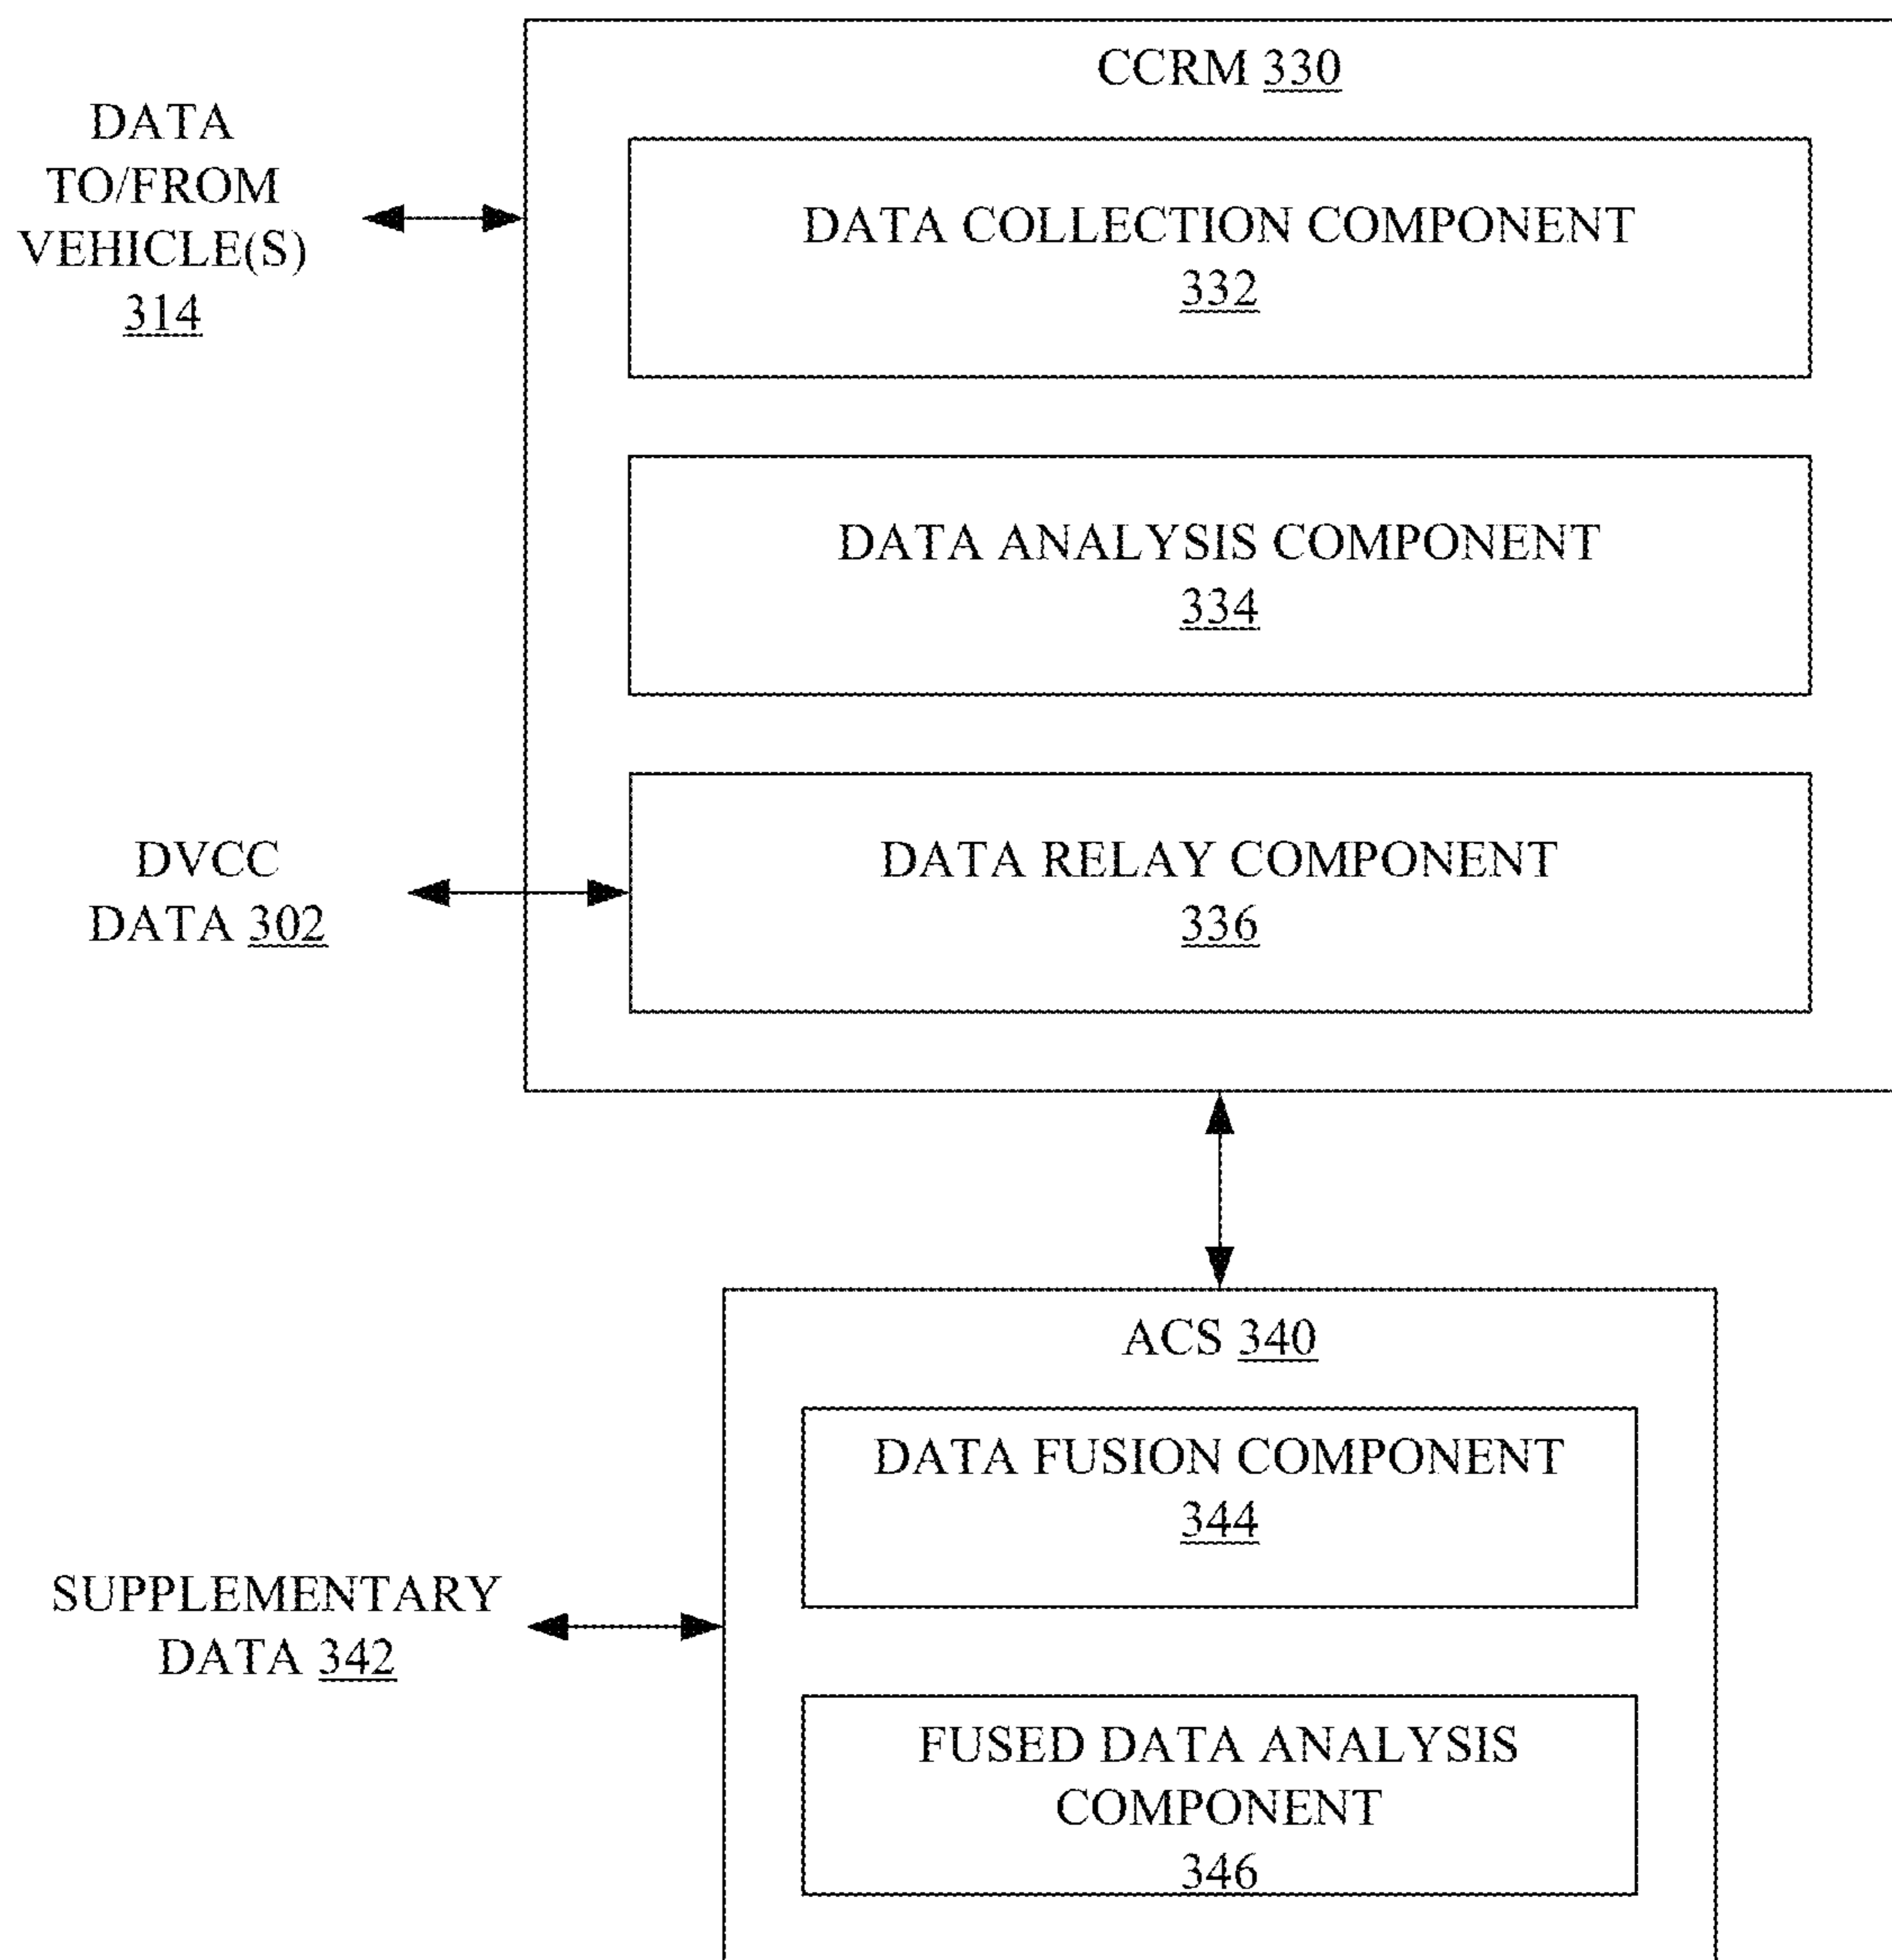 CCRM 330
DATA
TO/FROM
VEHICLE(S)
314
DATA COLLECTION COMPONENT
332
DATA ANALYSIS COMPONENT
334
DVCC
DATA 302
DATA RELAY COMPONENT
336
ACS 340
DATA FUSION COMPONENT
344
SUPPLEMENTARY
DATA 342
FUSED DATA ANALYSIS
COMPONENT
346